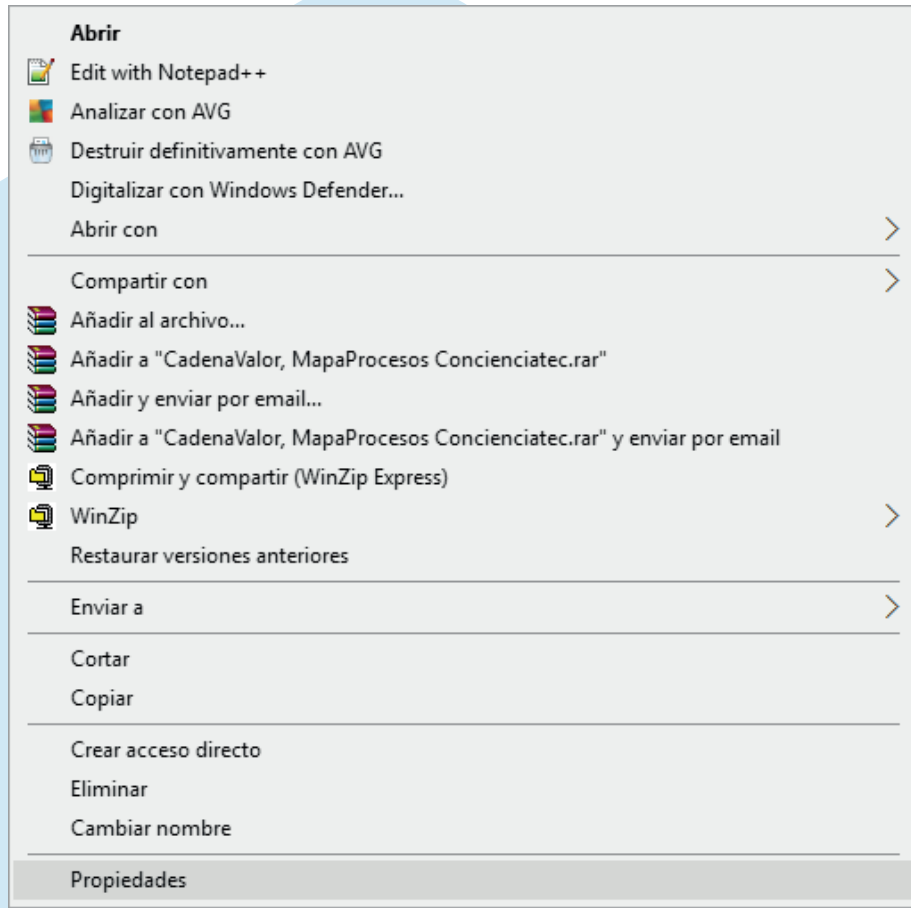 Abrir
Edit with Notepad++
Analizar con AVG
Destruir definitivamente con AVG
Digitalizar con Windows Defender...
Abrir con
Compartir con
Añadir al archivo...
Añadir a "CadenaValor, MapaProcesos Concienciatec.rar"
Añadir y enviar por email...
Añadir a "CadenaValor, MapaProcesos Concienciatec.rar" y enviar por email
Comprimir y compartir (WinZip Express)
WinZip
Restaurar versiones anteriores
Enviar a
Cortar
Copiar
Crear acceso directo
Eliminar
Cambiar nombre
Propiedades